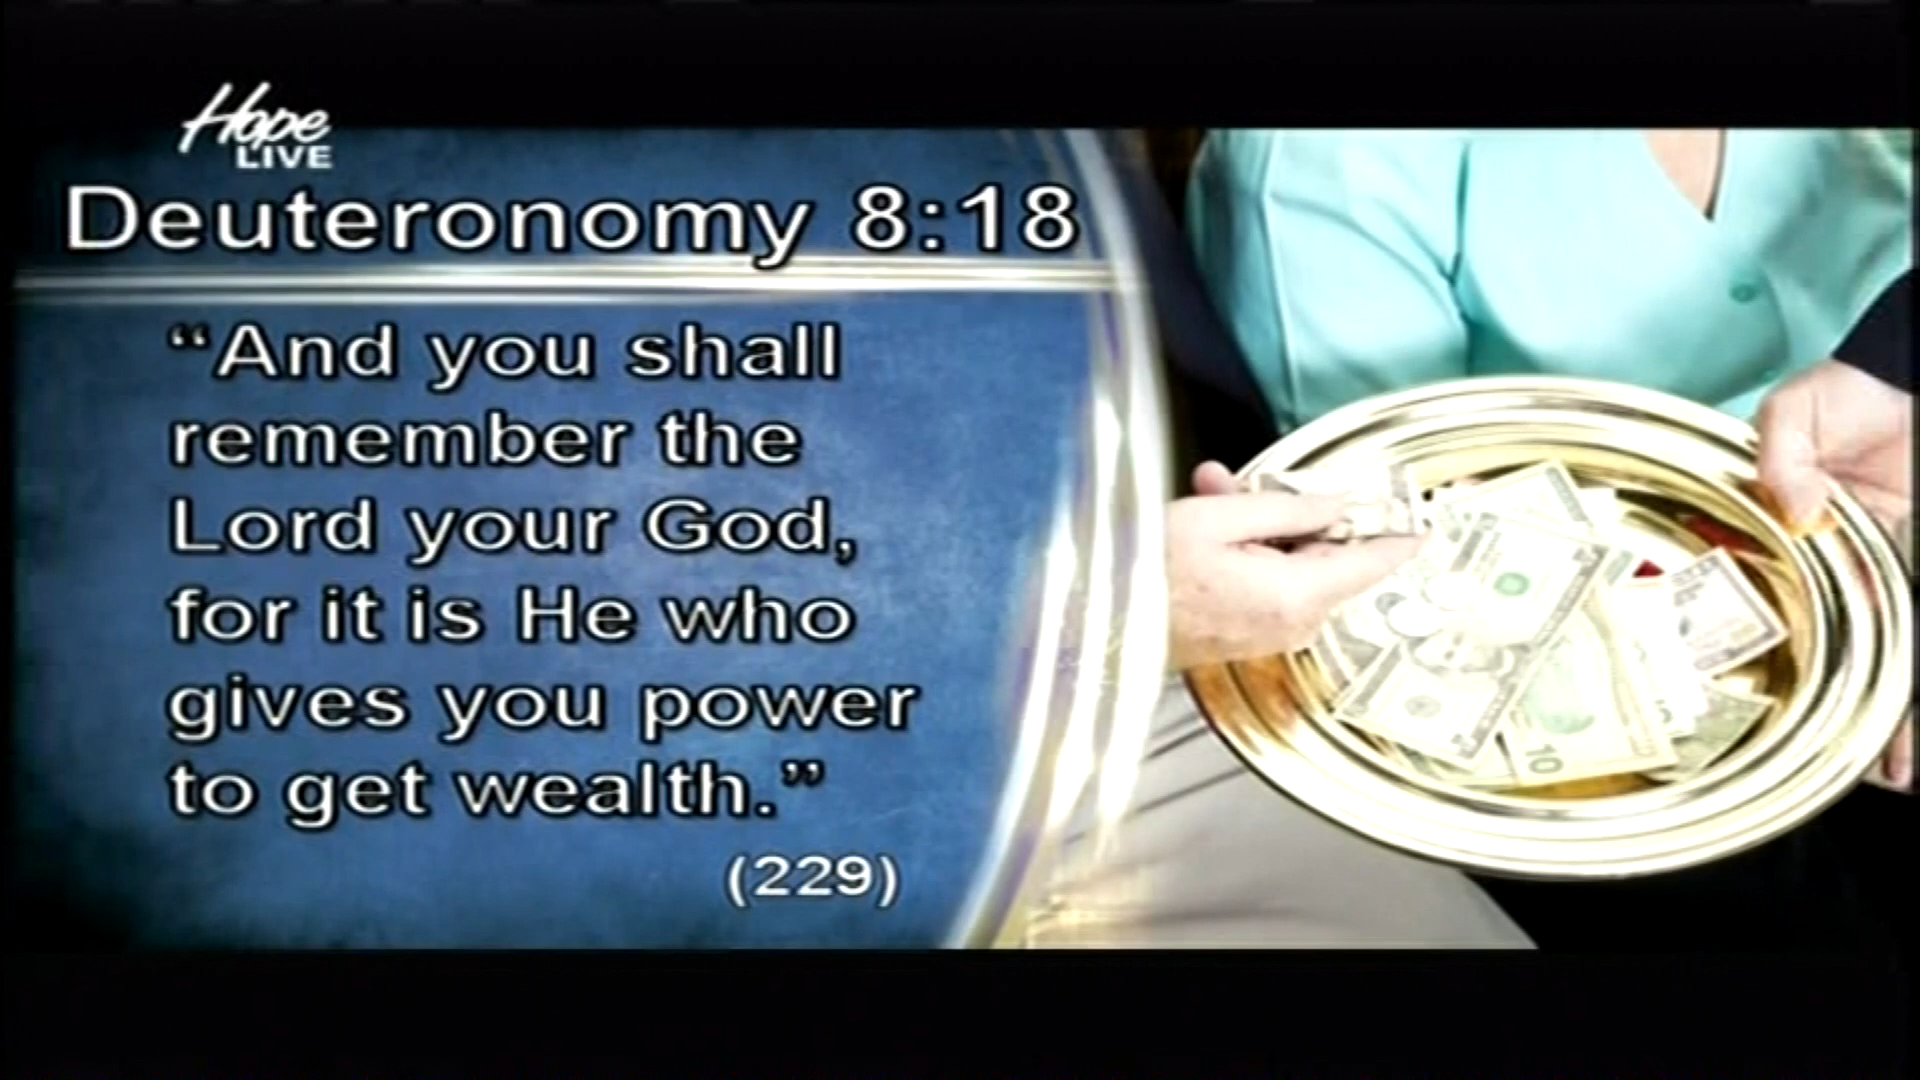 Hope
LIVE
Deuteronomy 8:18
“And you shall
remember the
Lord your God,
for it is He who
gives you power
to get wealth.”
(229)
10